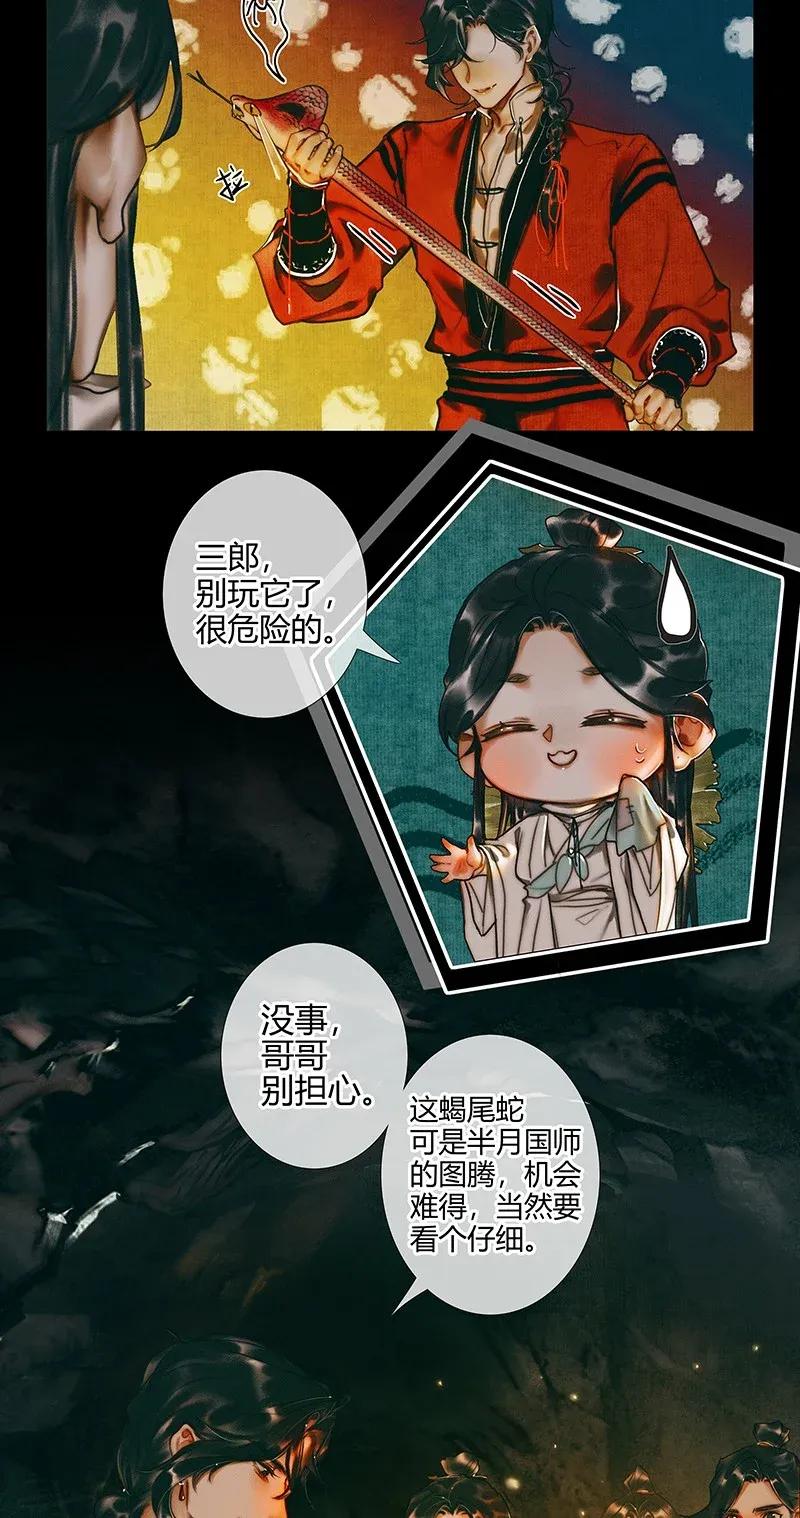 拉
三郎，
别玩它了，
很危险的。
没事，
哥哥
别担心。
这蝎尾蛇
可是半月国师
的图腾，机会
难得，当然要
看个仔细。